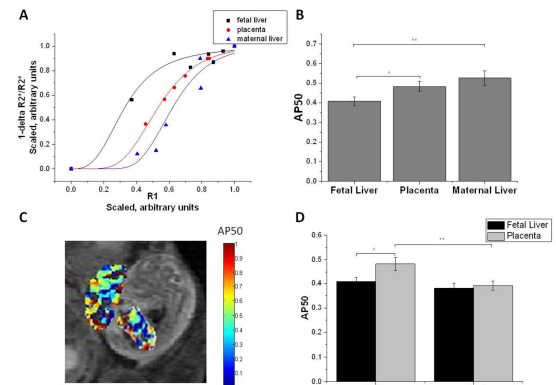 A
fetal liver
placenta
maternal liver
1-delta R2*/R2*
Scaled, arbitrary units
1.0
0.8
0.6
0.4
0.2
0.0
0.0
0.2
0.4
0.6
0.8
1.0
R1
Scaled, arbitrary units
B
AP50
0.7
0.6
0.5
0.4
0.3
0.2
0.1
0.0
*
**
Fetal Liver
Placenta
Maternal Liver
C
AP50
1
0.9
0.8
0.7
0.6
0.5
0.4
0.3
0.2
0.1
D
Fetal Liver
Placenta
AP50
0.6
0.5
0.4
0.3
0.2
0.1
0.0
*
**